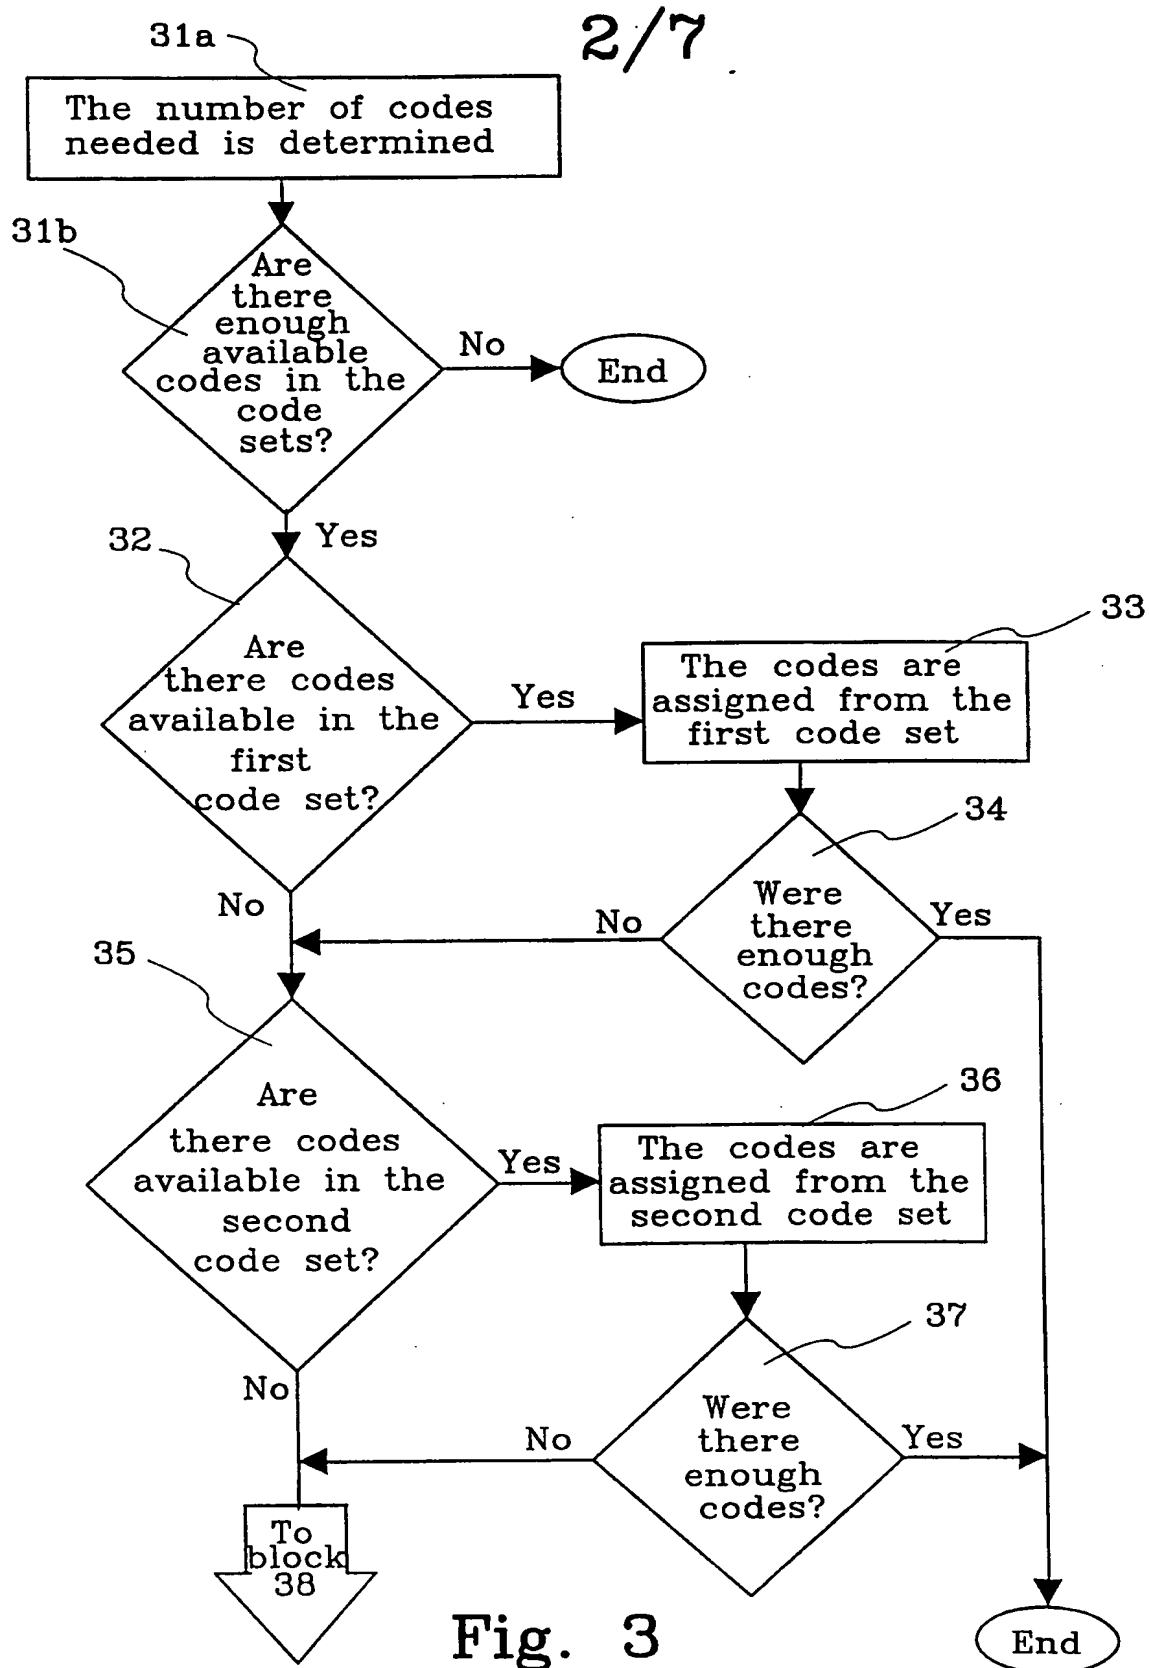 2/7
31a
The number of codes
needed is determined
31b
Are
there
enough
available
codes in the
code
sets?
No
End
Yes
32
Are
there codes
available in the
first
code set?
Yes
33
The codes are
assigned from the
first code set
34
Were
there
enough
codes?
No
Yes
No
35
Are
there codes
available in the
second
code set?
Yes
36
The codes are
assigned from the
second code set
37
Were
there
enough
codes?
No
Yes
No
To
block
38
End
Fig. 3